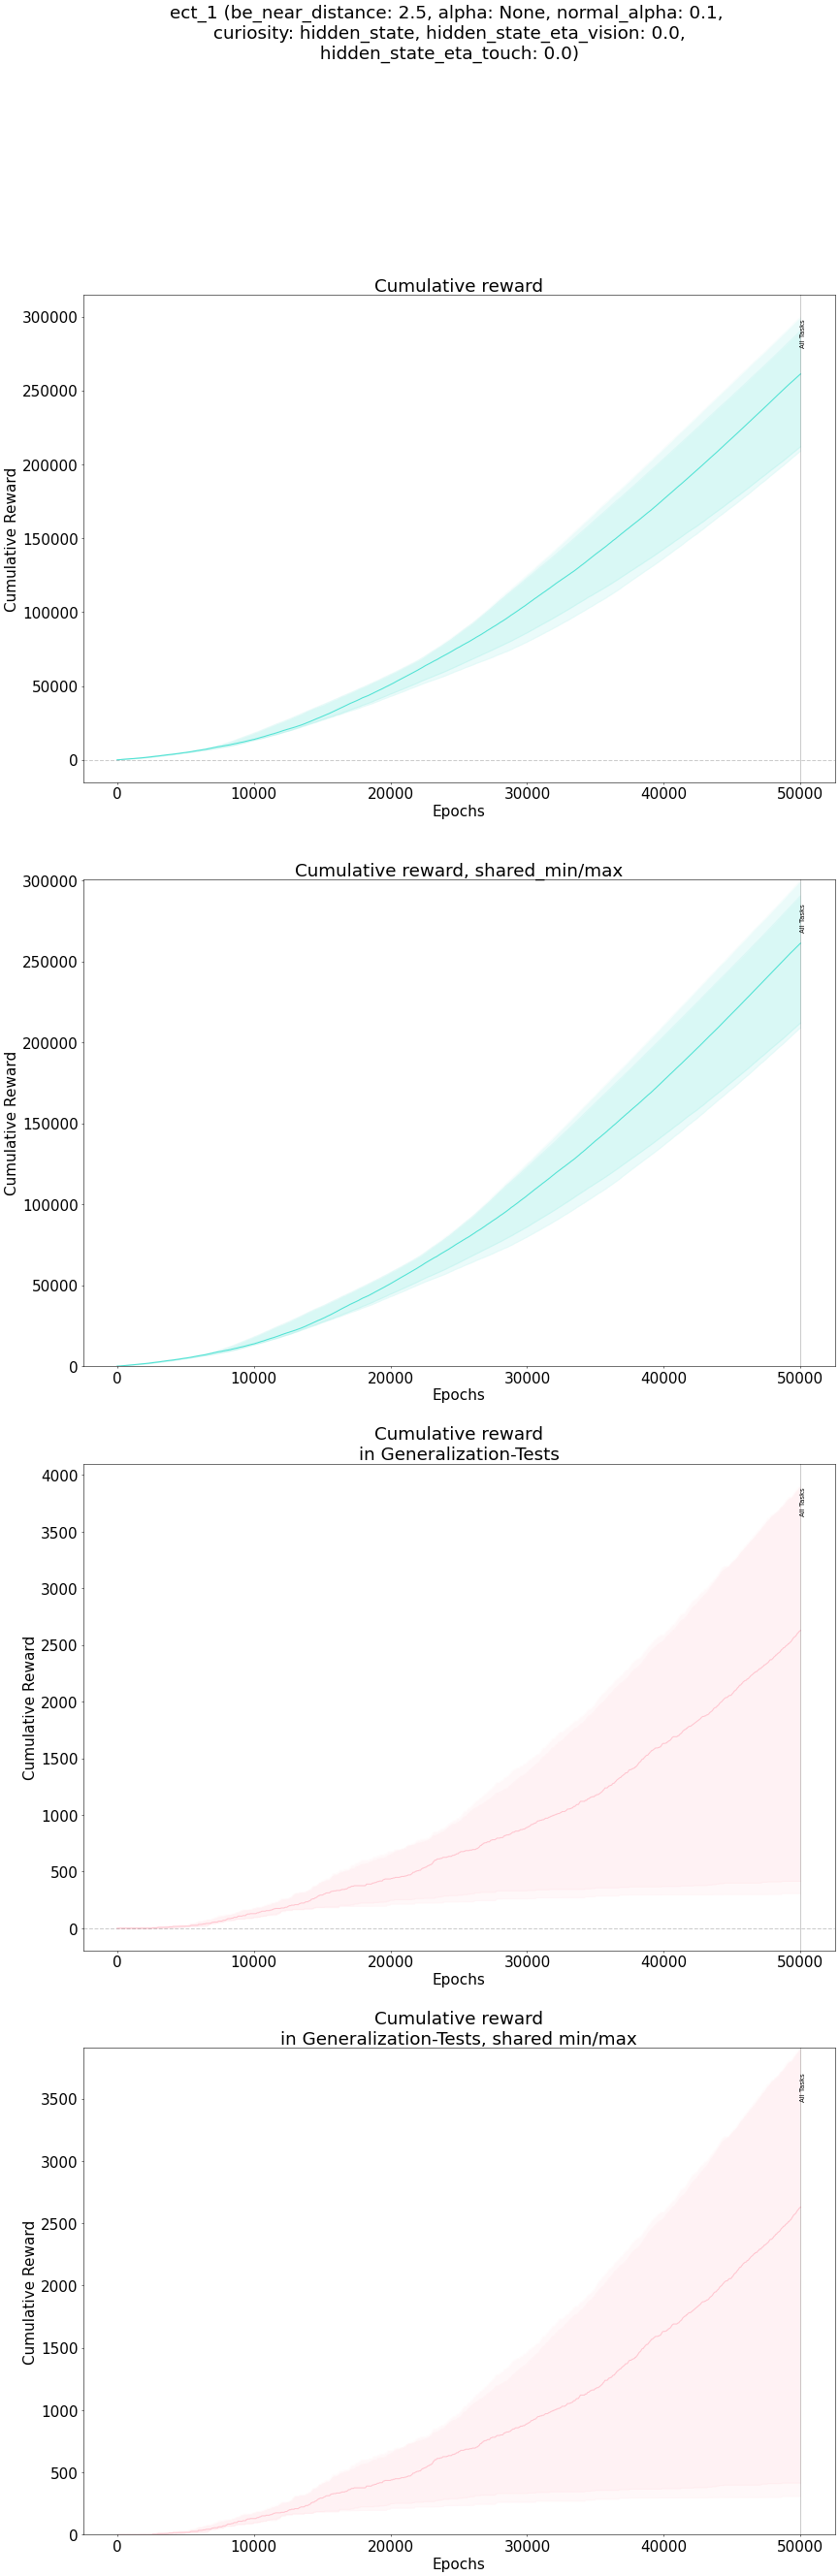 ect_1 (be_near_distance: 2.5, alpha: None, normal_alpha: 0.1,
curiosity: hidden_state, hidden_state_eta_vision: 0.0,
hidden_state_eta_touch: 0.0)
Cumulative reward
300000
250000
200000
150000
100000
50000
0
Cumulative Reward
All Tasks
0 10000 20000 30000 40000 50000
Epochs
Cumulative reward, shared_min/max
300000
250000
200000
150000
100000
50000
0
Cumulative Reward
All Tasks
0 10000 20000 30000 40000 50000
Epochs
Cumulative reward
in Generalization-Tests
4000
3500
3000
2500
2000
1500
1000
500
0
Cumulative Reward
All Tasks
0 10000 20000 30000 40000 50000
Epochs
Cumulative reward
in Generalization-Tests, shared min/max
3500
3000
2500
2000
1500
1000
500
0
Cumulative Reward
All Tasks
0 10000 20000 30000 40000 50000
Epochs